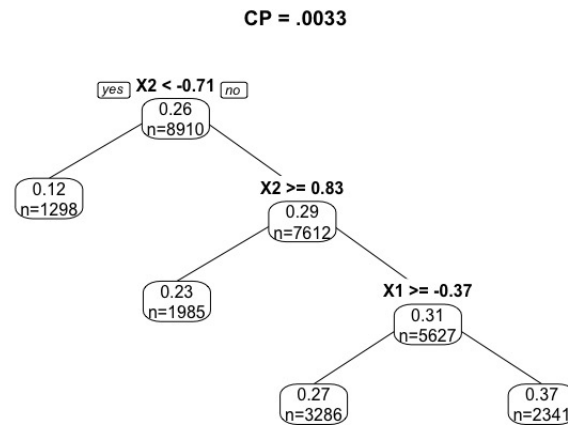 CP = .0033
yes X2 < -0.71 no
0.26
n=8910
0.12
n=1298
X2 >= 0.83
0.29
n=7612
0.23
n=1985
X1 >= -0.37
0.31
n=5627
0.27
n=3286
0.37
n=2341